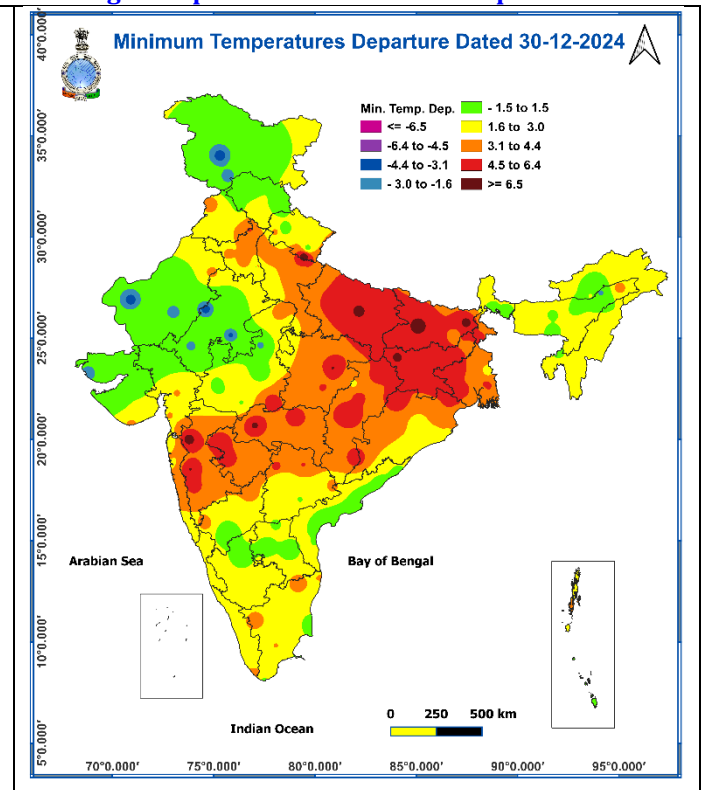 Minimum Temperatures Departure Dated 30-12-2024
Min. Temp. Dep.
<= -6.5
-6.4 to -4.5
-4.4 to -3.1
- 3.0 to -1.6
- 1.5 to 1.5
1.6 to 3.0
3.1 to 4.4
4.5 to 6.4
>= 6.5
40°0.000'
35°0.000'
30°0.000'
25°0.000'
20°0.000'
15°0.000'
10°0.000'
5°0.000'
Arabian Sea
Bay of Bengal
Indian Ocean
0 250 500 km
70°0.000' 75°0.000' 80°0.000' 85°0.000' 90°0.000' 95°0.000'